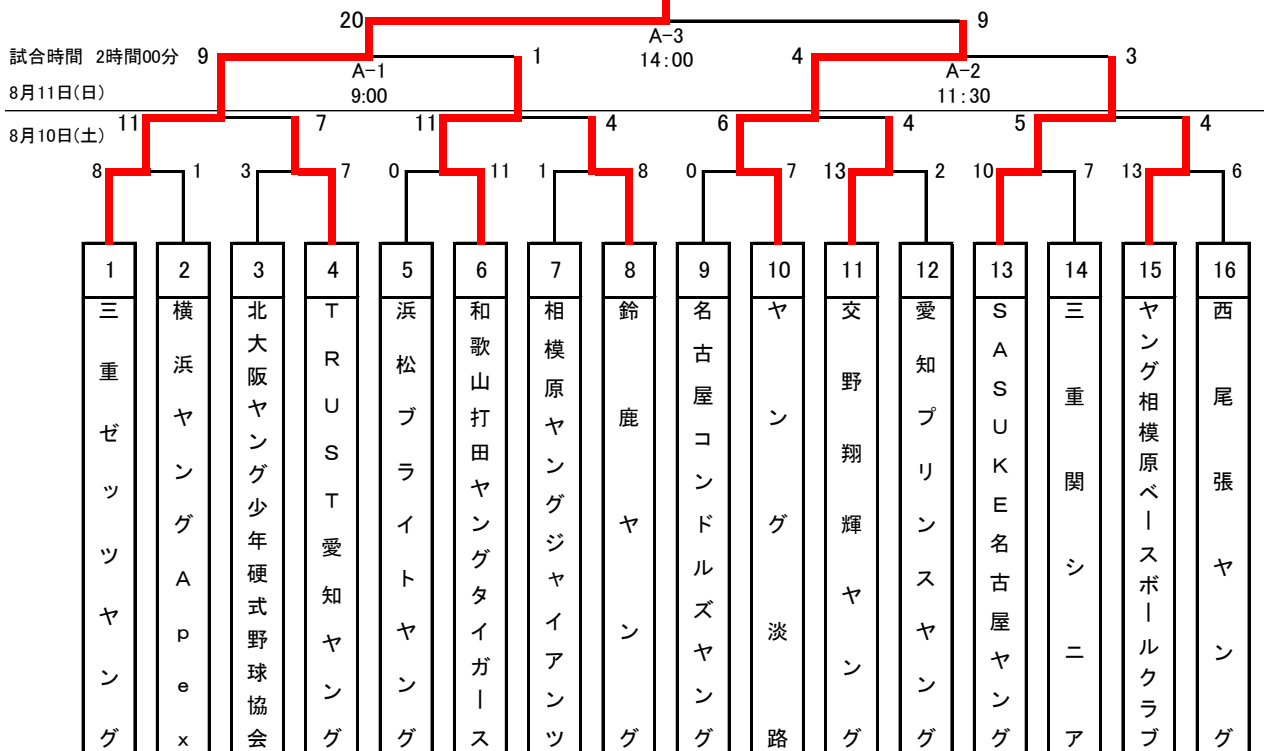 20 9
A-3
14:00
試合時間 2時間00分 9 1 4 3
A-1 A-2
8月11日(日) 9:00 11:30
8月10日(土) 11 7 11 4 6 4 5 4
8 1 3 7 0 11 1 8 0 7 13 2 10 7 13 6
1 2 3 4 5 6 7 8 9 10 11 12 13 14 15 16
三重ゼッツヤング
横浜ヤングApex
北大阪ヤング少年硬式野球協会
TRUST愛知ヤング
浜松ブライトヤング
和歌山打田ヤングタイガース
相模原ヤングジャイアンツ
鈴鹿ヤング
名古屋コンドルズヤング
ヤング淡路
交野翔輝ヤング
愛知プリンスヤング
SASUKE名古屋ヤング
三重関シニア
ヤング相模原ベースボールクラブ
西尾張ヤング